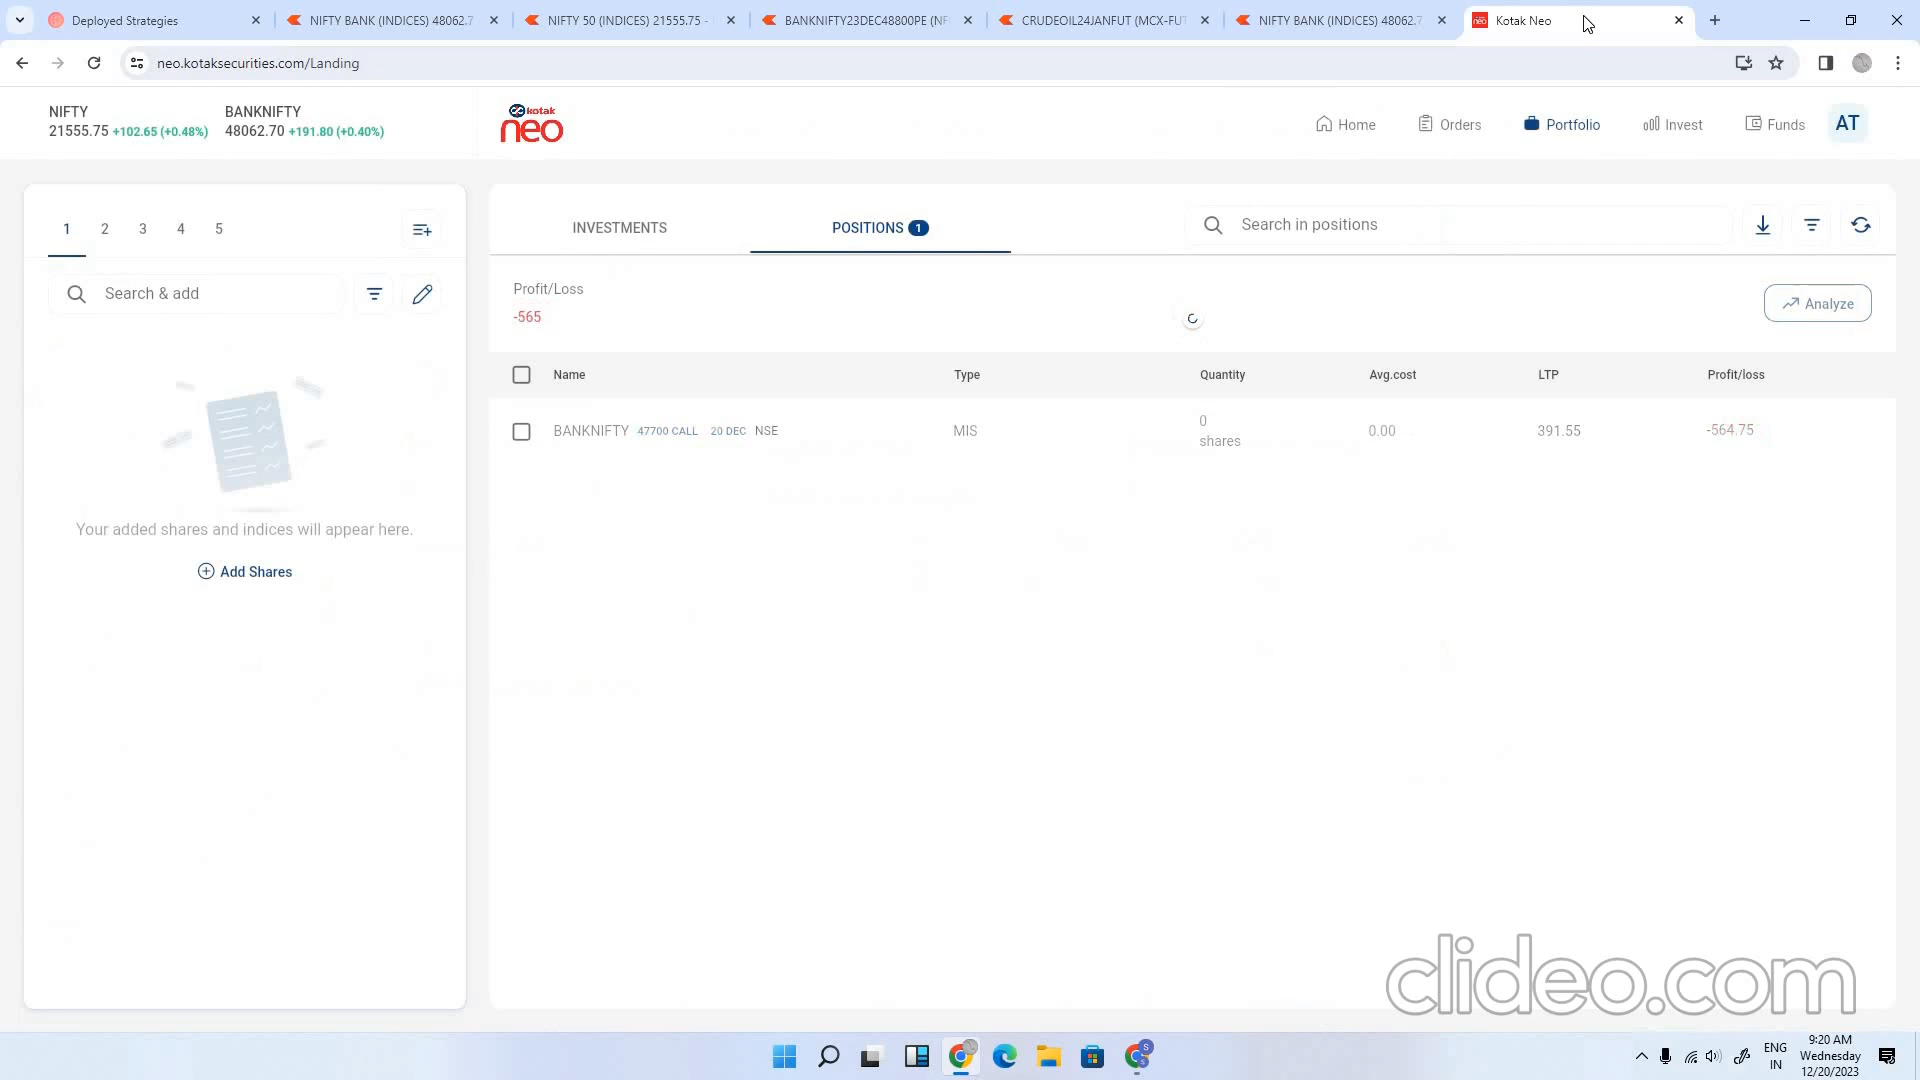 Deployed Strategies
NIFTY BANK (INDICES) 48062.7
NIFTY 50 (INDICES) 21555.75 -
BANKNIFTY23DEC48800PE (NF
CRUDEOIL24JANFUT (MCX-FUT
NIFTY BANK (INDICES) 48062.7
Kotak Neo
neo.kotaksecurities.com/Landing
NIFTY
21555.75 +102.65 (+0.48%)
BANKNIFTY
48062.70 +191.80 (+0.40%)
kotak
neo
Home
Orders
Portfolio
Invest
Funds
AT
1 2 3 4 5
Search & add
Your added shares and indices will appear here.
Add Shares
INVESTMENTS
POSITIONS 1
Search in positions
Profit/Loss
-565
Analyze
Name Type Quantity Avg.cost LTP Profit/loss
BANKNIFTY 47700 CALL 20 DEC NSE MIS 0 shares 0.00 391.55 -564.75
clideo.com
S
ENG
IN
9:20 AM
Wednesday
12/20/2023